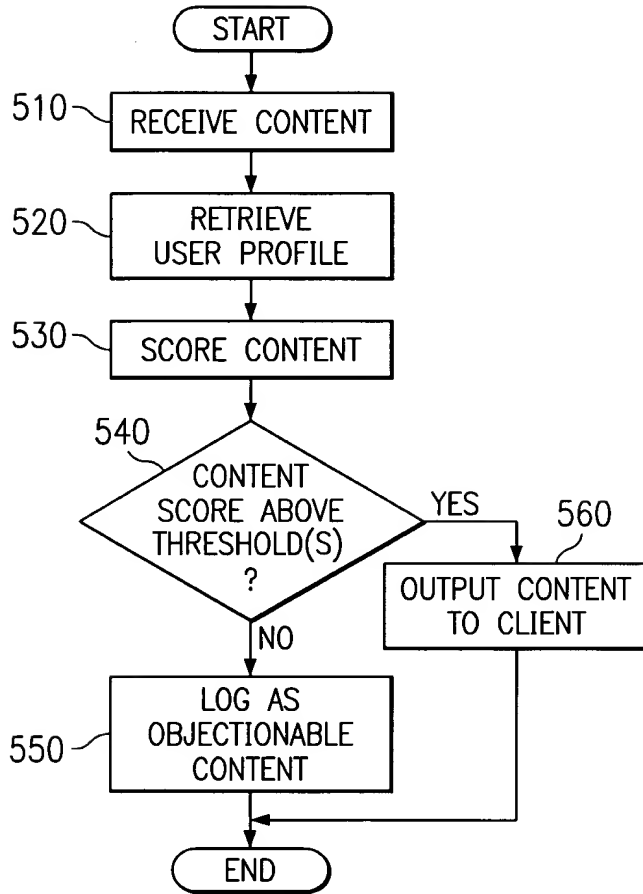 START
510
RECEIVE CONTENT
520
RETRIEVE
USER PROFILE
530
SCORE CONTENT
540
CONTENT
SCORE ABOVE
THRESHOLD(S)
?
YES
560
OUTPUT CONTENT
TO CLIENT
NO
550
LOG AS
OBJECTIONABLE
CONTENT
END